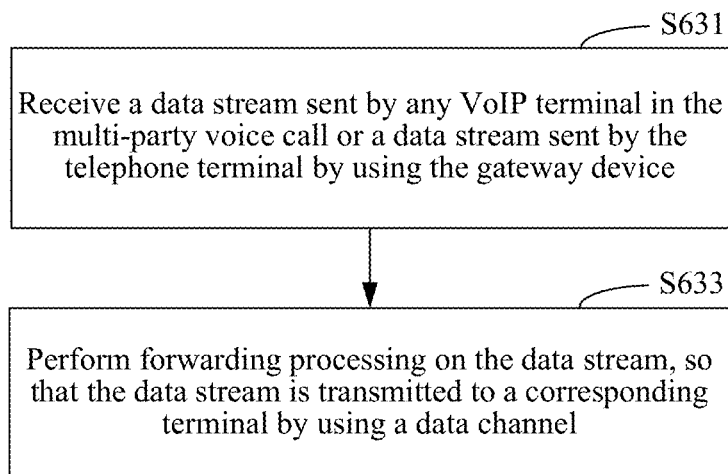 S631
Receive a data stream sent by any VoIP terminal in the
multi-party voice call or a data stream sent by the
telephone terminal by using the gateway device
S633
Perform forwarding processing on the data stream, so
that the data stream is transmitted to a corresponding
terminal by using a data channel